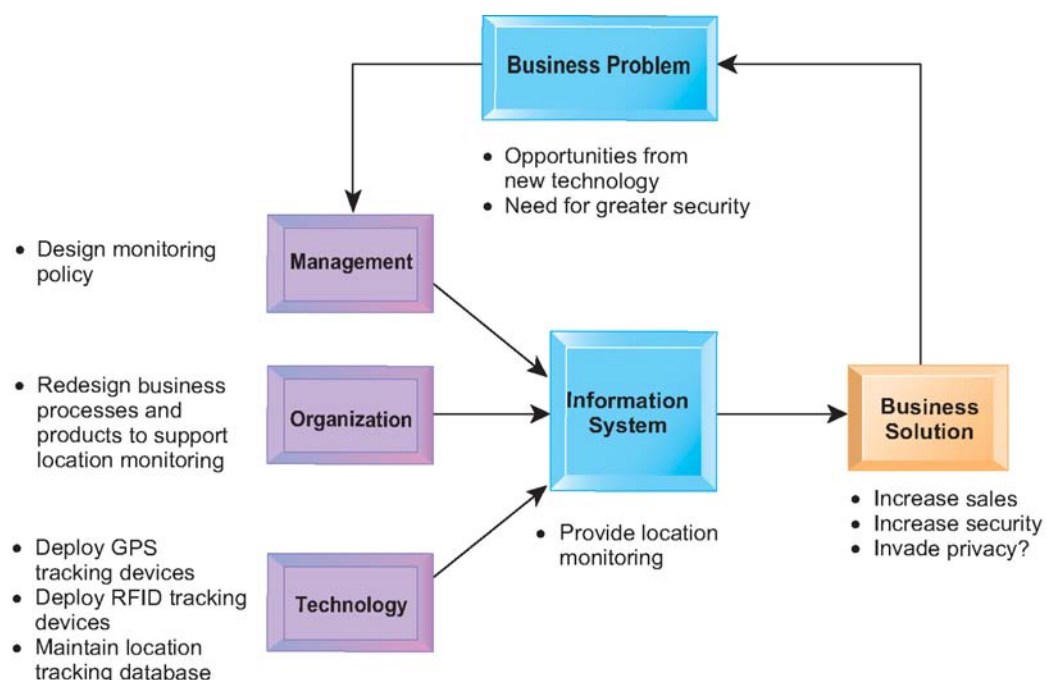 Business Problem
• Opportunities from
new technology
• Need for greater security
• Design monitoring
policy
Management
• Redesign business
processes and
products to support
location monitoring
Organization
Information
System
Business
Solution
• Increase sales
• Increase security
• Invade privacy?
• Provide location
monitoring
• Deploy GPS
tracking devices
• Deploy RFID tracking
devices
• Maintain location
tracking database
Technology